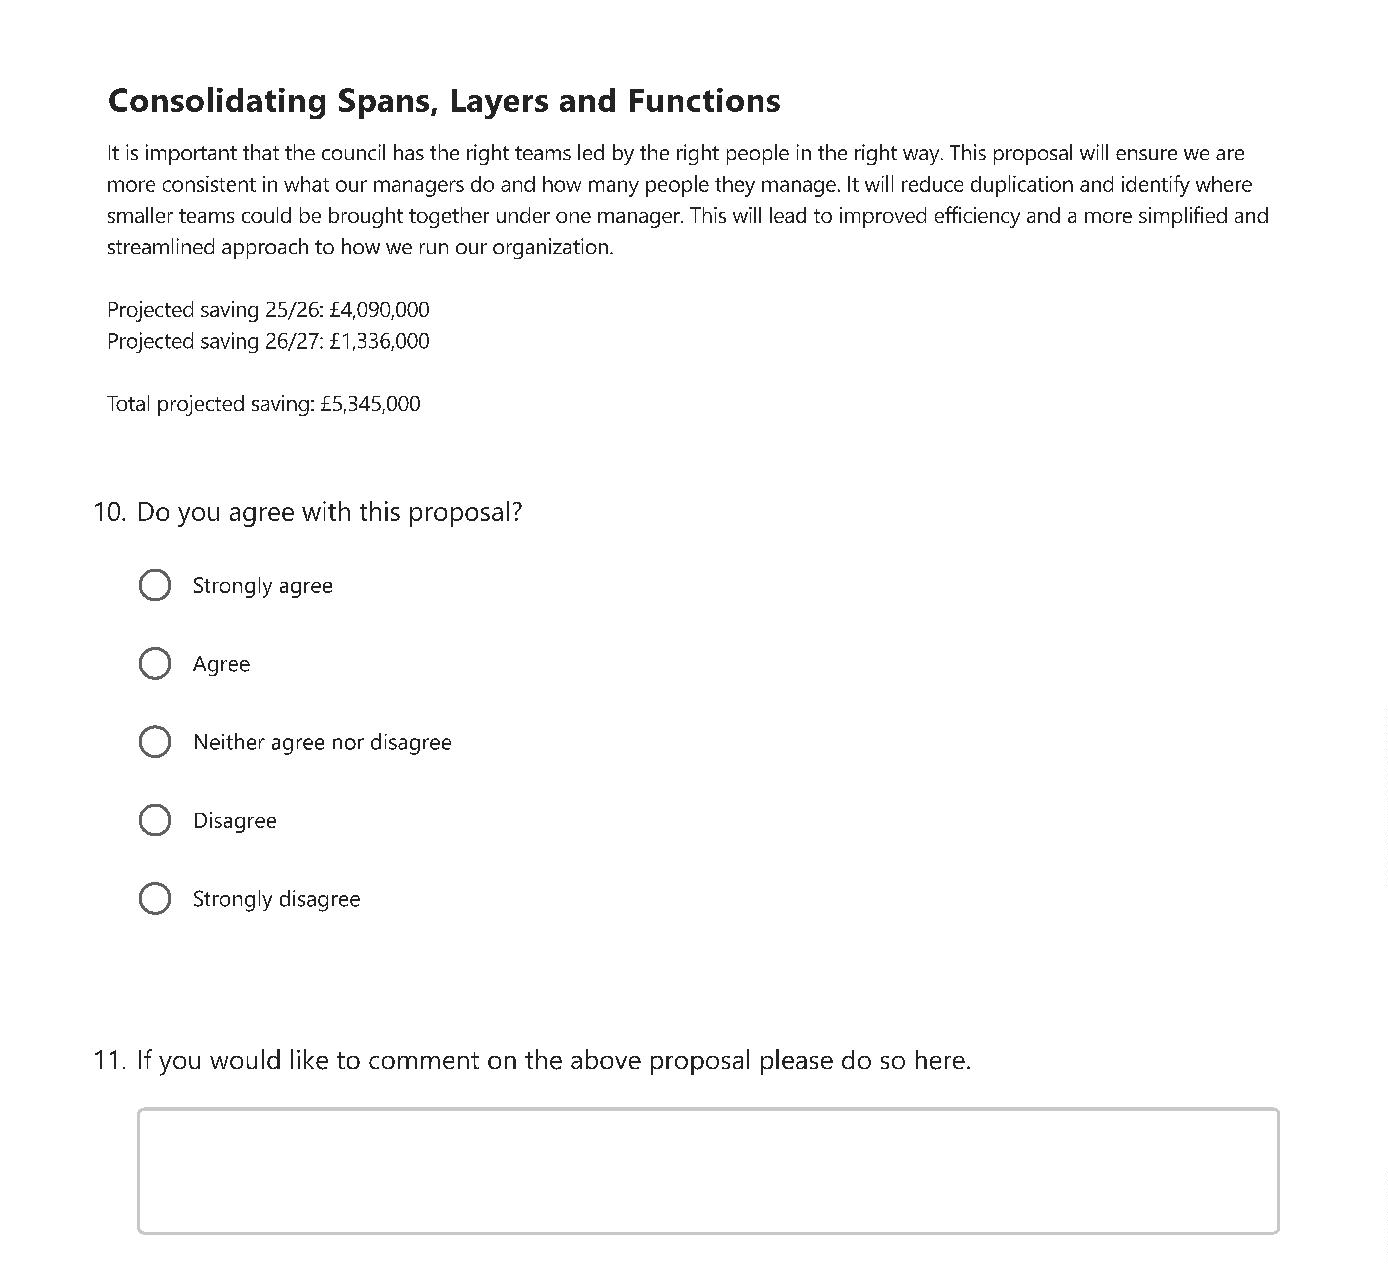 Consolidating Spans, Layers and Functions
It is important that the council has the right teams led by the right people in the right way. This proposal will ensure we are
more consistent in what our managers do and how many people they manage. It will reduce duplication and identify where
smaller teams could be brought together under one manager. This will lead to improved efficiency and a more simplified and
streamlined approach to how we run our organization.
Projected saving 25/26: £4,090,000
Projected saving 26/27: £1,336,000
Total projected saving: £5,345,000
10. Do you agree with this proposal?
Strongly agree
Agree
Neither agree nor disagree
Disagree
Strongly disagree
11. If you would like to comment on the above proposal please do so here.